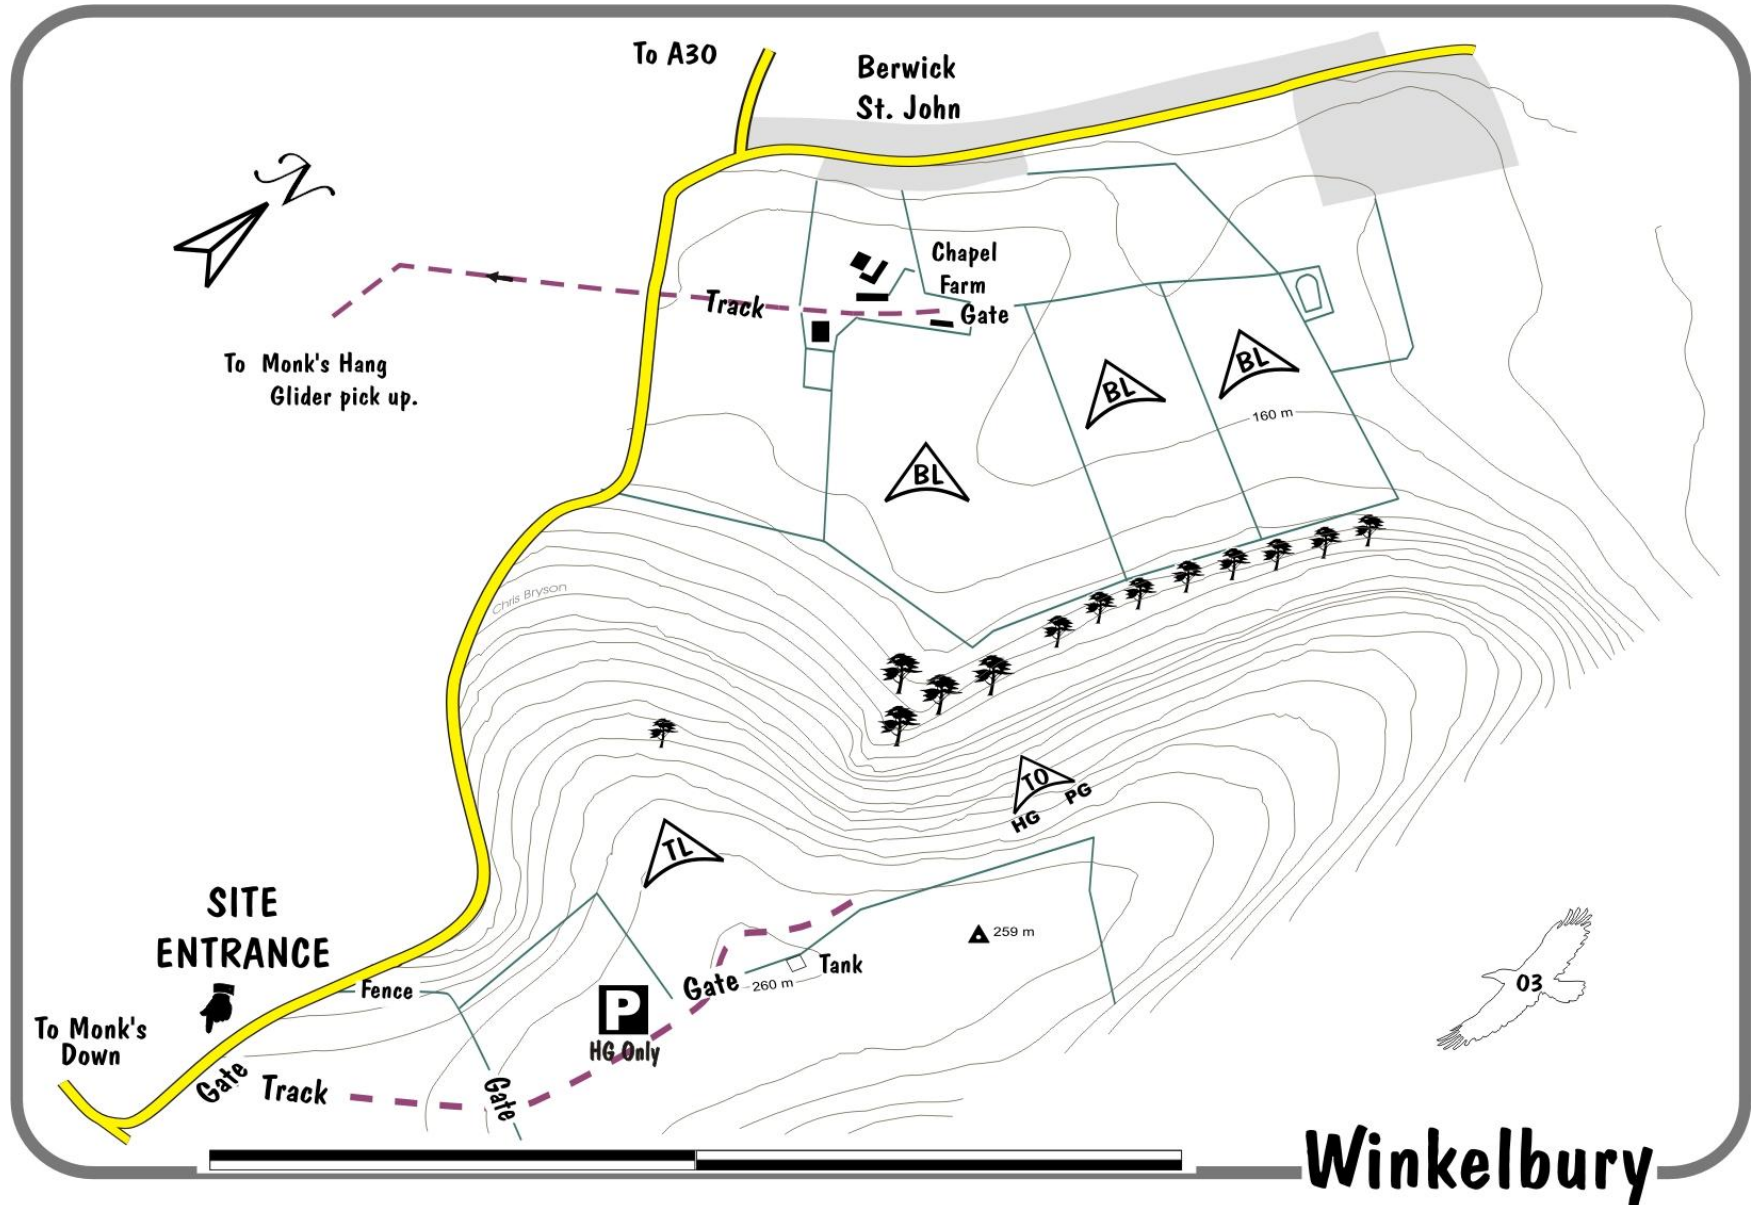 To A30
Berwick
St. John
N
Chapel
Farm
Track
Gate
To Monk's Hang
Glider pick up.
BL
BL
BL
160 m
Chris Bryson
TO
HG
PG
TL
SITE
ENTRANCE
Fence
Gate
260 m
Tank
259 m
03
P
HG Only
To Monk's
Down
Gate
Track
Gate
Winkelbury